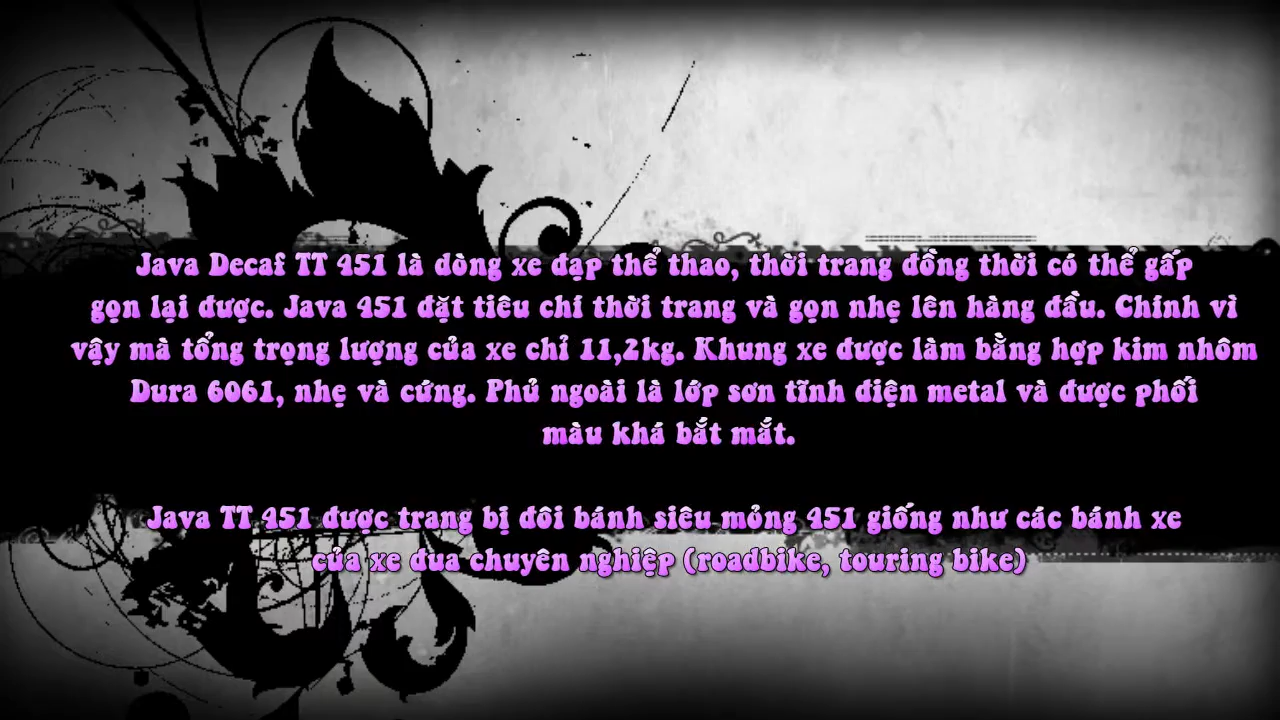 Java Decaf TT 451 là dòng xe đạp thể thao, thời trang đồng thời có thể gấp
gọn lại được. Java 451 đặt tiêu chí thời trang và gọn nhẹ lên hàng đầu. Chính vì
vậy mà tổng trọng lượng của xe chỉ 11,2kg. Khung xe được làm bằng hợp kim nhôm
Dura 6061, nhẹ và cứng. Phủ ngoài là lớp sơn tĩnh điện metal và được phối
màu khá bắt mắt.
Java TT 451 được trang bị đôi bánh siêu mỏng 451 giống như các bánh xe
của xe đua chuyên nghiệp (roadbike, touring bike)